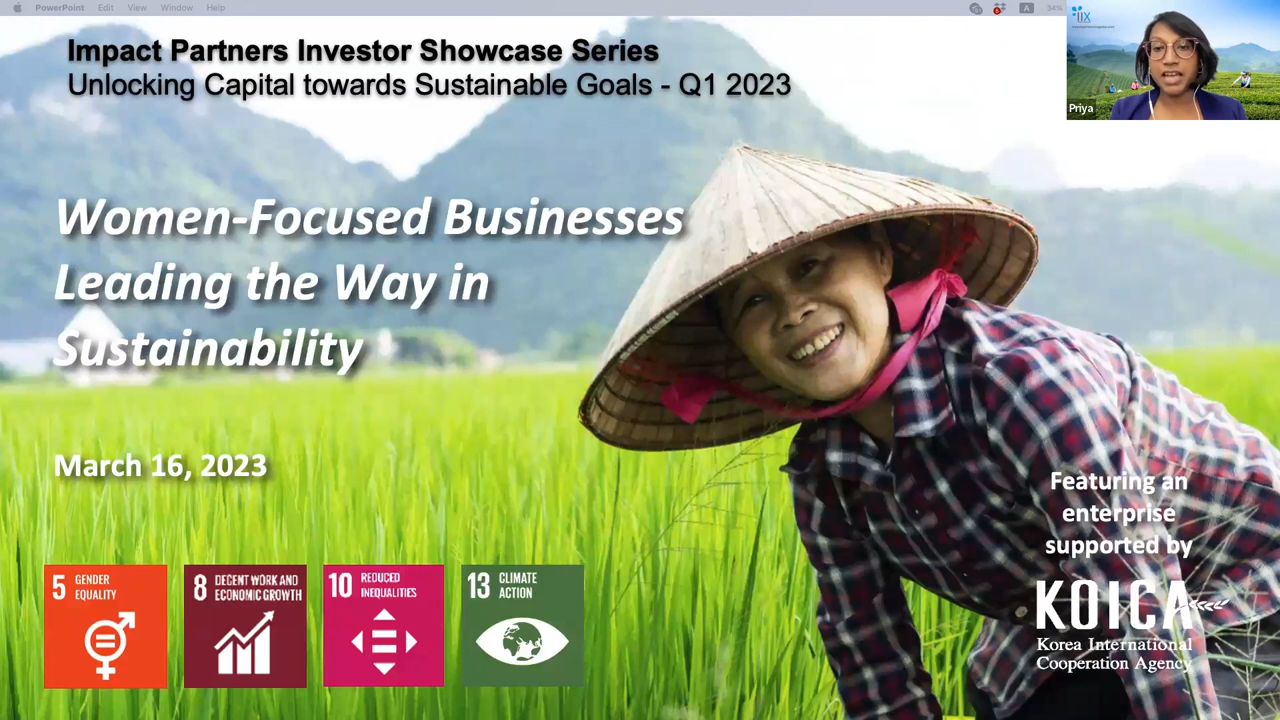 PowerPoint Edit View Window Help
A 34%
IIX
Priya
Impact Partners Investor Showcase Series
Unlocking Capital towards Sustainable Goals - Q1 2023
Women-Focused Businesses
Leading the Way in
Sustainability
March 16, 2023
Featuring an
enterprise
supported by
KOICA
Korea International
Cooperation Agency
5 GENDER
EQUALITY
8 DECENT WORK AND
ECONOMIC GROWTH
10 REDUCED
INEQUALITIES
13 CLIMATE
ACTION